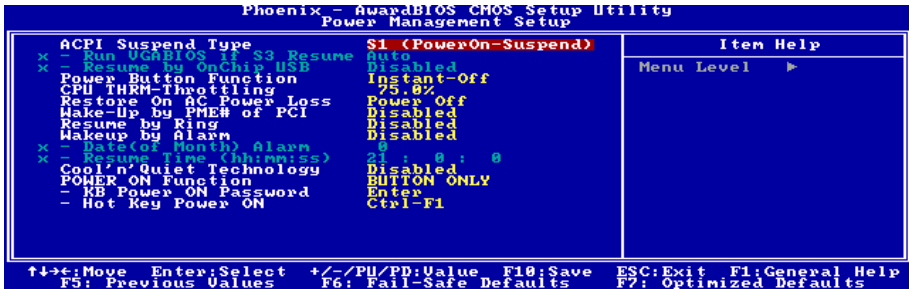 Phoenix - AwardBIOS CMOS Setup Utility
Power Management Setup
ACPI Suspend Type S1 (PowerOn-Suspend) Item Help
x - Run VGABIOS if S3 Resume Auto
x - Resume by OnChip USB Disabled Menu Level ►
Power Button Function Instant-Off
CPU THRM-Throttling 75.0%
Restore On AC Power Loss Power Off
Wake-Up by PME# of PCI Disabled
Resume by Ring Disabled
Wakeup by Alarm Disabled
x - Date(of Month) Alarm 0
x - Resume Time (hh:mm:ss) 21 : 0 : 0
Cool'n'Quiet Technology Disabled
POWER ON Function BUTTON ONLY
- KB Power ON Password Enter
- Hot Key Power ON Ctrl-F1
↑↓→←:Move Enter:Select +/-/PU/PD:Value F10:Save ESC:Exit F1:General Help
F5: Previous Values F6: Fail-Safe Defaults F7: Optimized Defaults